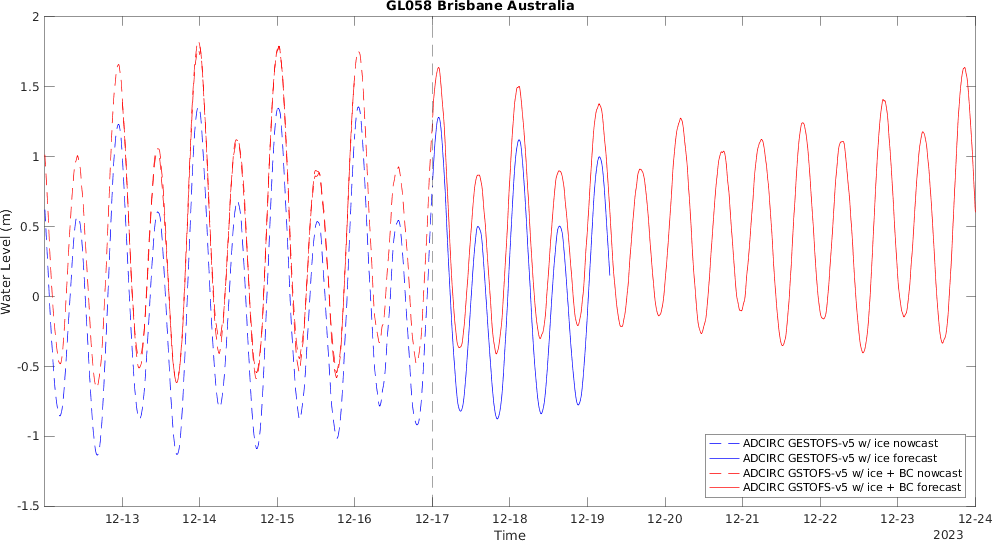 GL058 Brisbane Australia
2
1.5
1
0.5
0
-0.5
-1
-1.5
Water Level (m)
ADCIRC GESTOFS-v5 w/ ice nowcast
ADCIRC GESTOFS-v5 w/ ice forecast
ADCIRC GSTOFS-v5 w/ ice + BC nowcast
ADCIRC GSTOFS-v5 w/ ice + BC forecast
12-13 12-14 12-15 12-16 12-17 12-18 12-19 12-20 12-21 12-22 12-23 12-24
Time
2023